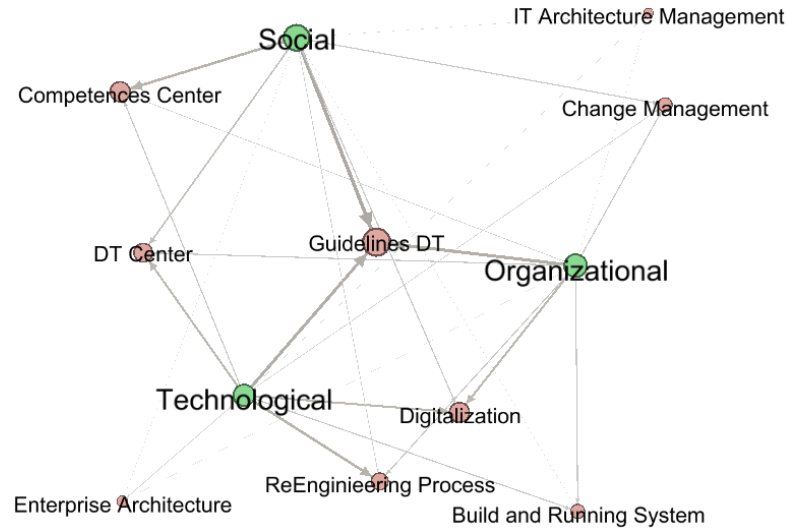 IT Architecture Management
Social
Competences Center
Change Management
Guidelines DT
DT Center
Organizational
Technological
Digitalization
ReEnginieering Process
Enterprise Architecture
Build and Running System